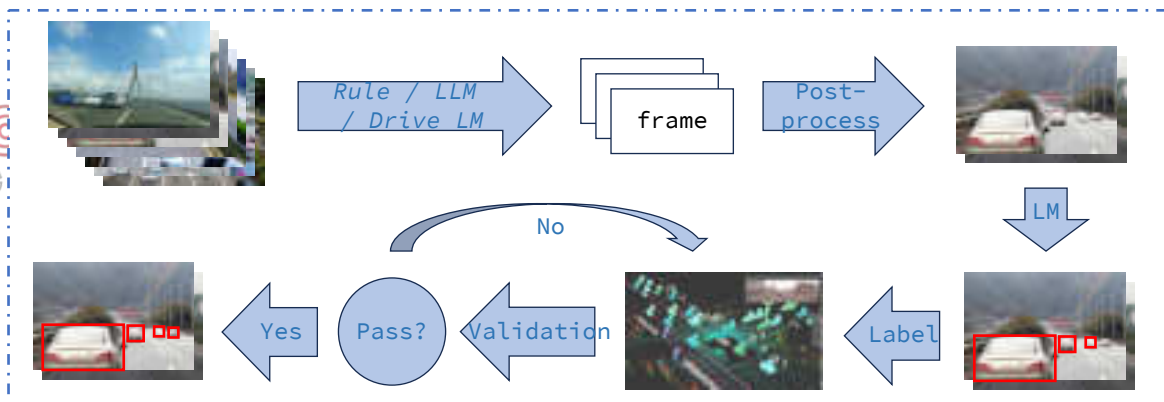 Rule / LLM
/ Drive LM
frame
Post-
process
LM
No
Yes
Pass?
Validation
Label